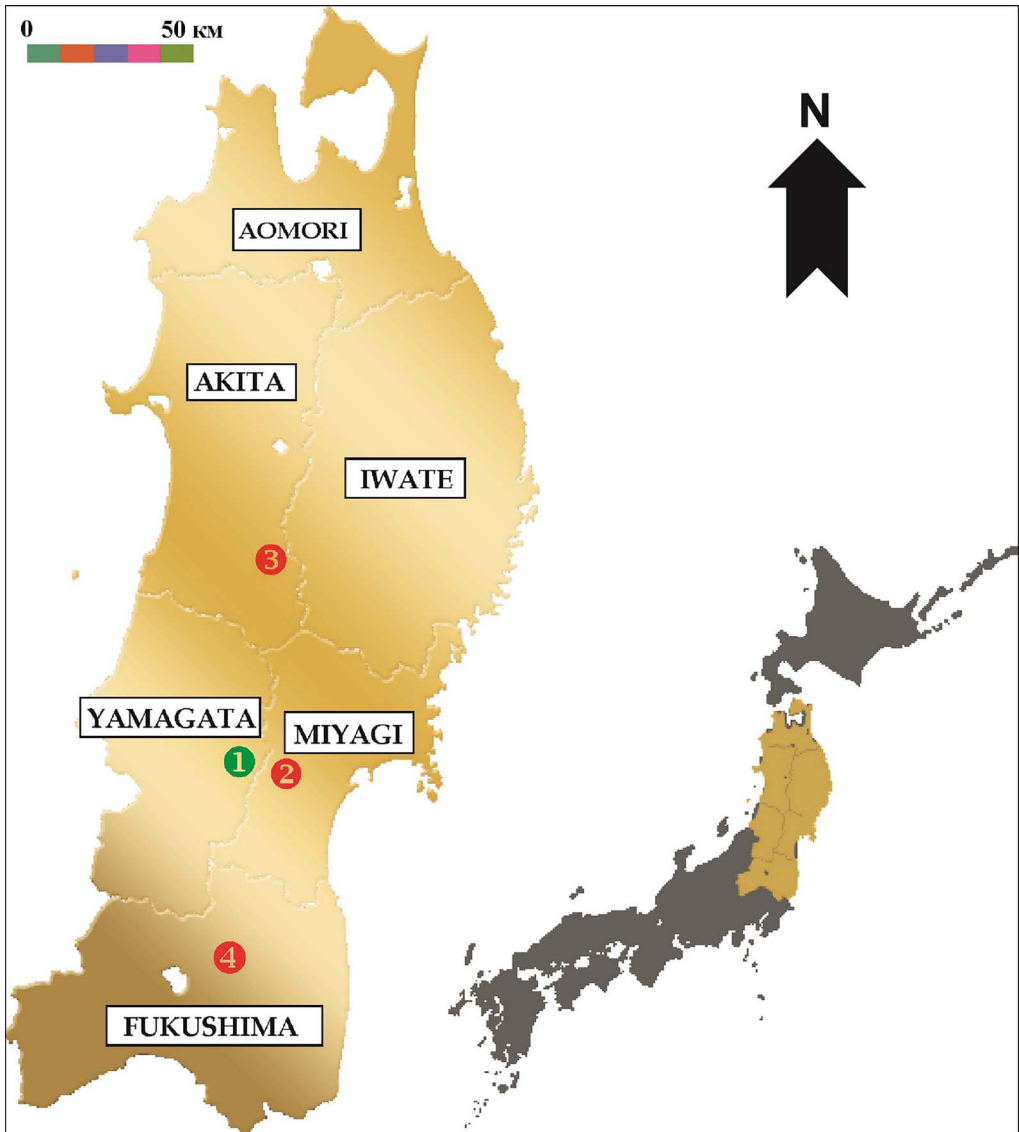 0 50 км
N
AOMORI
AKITA
IWATE
3
YAMAGATA
MIYAGI
1
2
4
FUKUSHIMA